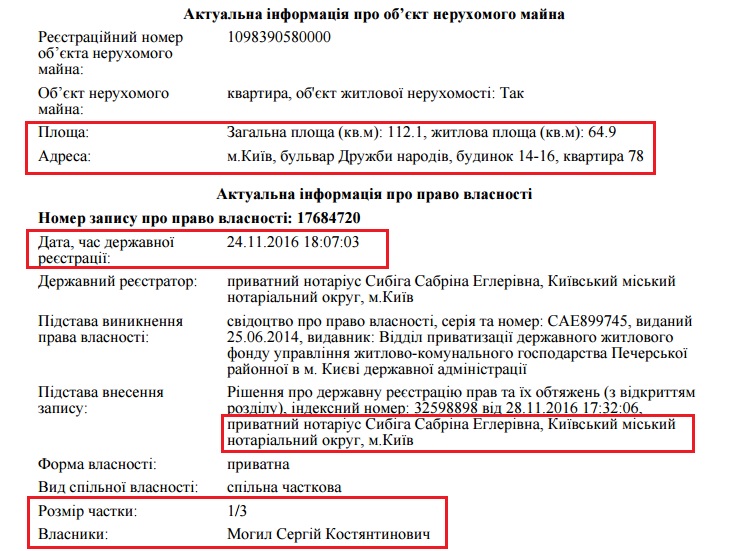 Актуальна інформація про об’єкт нерухомого майна
Реєстраційний номер 1098390580000
об’єкта нерухомого
майна:
Об’єкт нерухомого квартира, об'єкт житлової нерухомості: Так
майна:
Площа: Загальна площа (кв.м): 112.1, житлова площа (кв.м): 64.9
Адреса: м.Київ, бульвар Дружби народів, будинок 14-16, квартира 78
Актуальна інформація про право власності
Номер запису про право власності: 17684720
Дата, час державної 24.11.2016 18:07:03
реєстрації:
Державний реєстратор: приватний нотаріус Сибіга Сабріна Еглерівна, Київський міський
нотаріальний округ, м.Київ
Підстава виникнення свідоцтво про право власності, серія та номер: САЕ899745, виданий
права власності: 25.06.2014, видавник: Відділ приватизації державного житлового
фонду управління житлово-комунального господарства Печерської
районної в м. Києві державної адміністрації
Підстава внесення Рішення про державну реєстрацію прав та їх обтяжень (з відкриттям
запису: розділу), індексний номер: 32598898 від 28.11.2016 17:32:06,
приватний нотаріус Сибіга Сабріна Еглерівна, Київський міський
нотаріальний округ, м.Київ
Форма власності: приватна
Вид спільної власності: спільна часткова
Розмір частки: 1/3
Власники: Могил Сергій Костянтинович